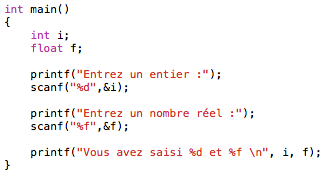 int main()
{
int i;
float f;
printf("Entrez un entier :");
scanf("%d",&i);
printf("Entrez un nombre réel :");
scanf("%f",&f);
printf("Vous avez saisi %d et %f \n", i, f);
}